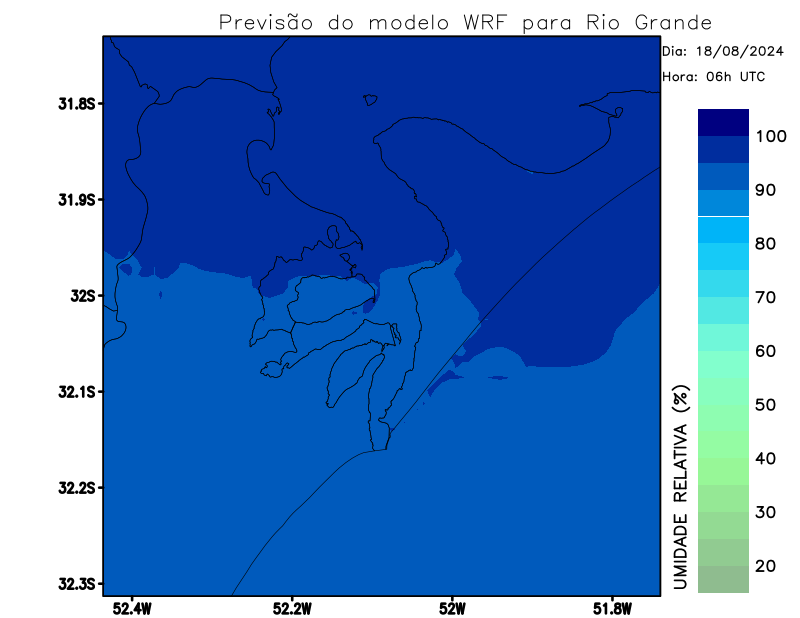 Previsão do modelo WRF para Rio Grande
Dia: 18/08/2024
Hora: 06h UTC
31.8S
31.9S
32S
32.1S
32.2S
32.3S
52.4W
52.2W
52W
51.8W
100
90
80
70
60
50
40
30
20
UMIDADE RELATIVA (%)